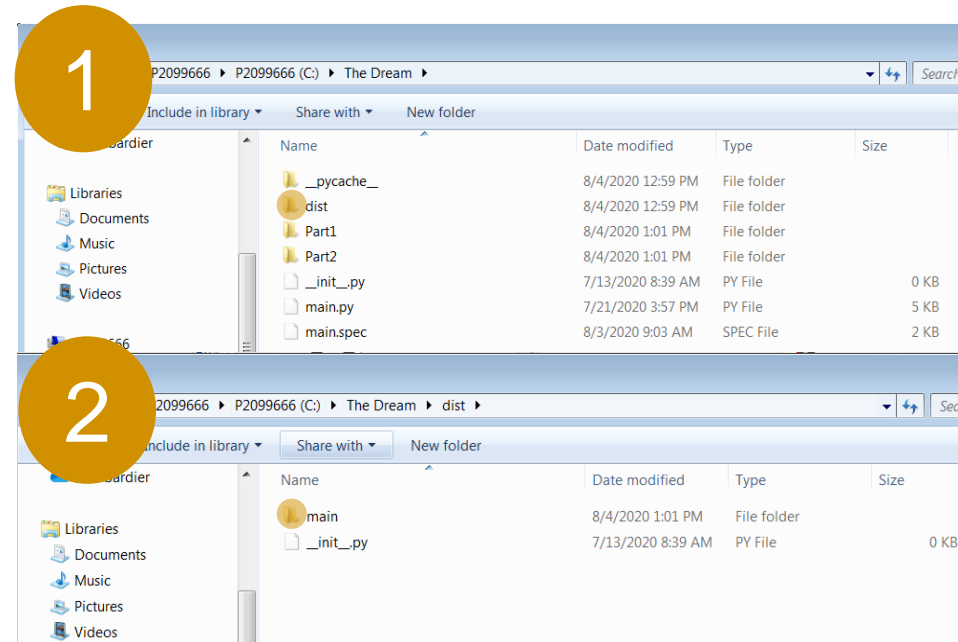 1
P2099666 ▸ P2099666 (C:) ▸ The Dream ▸ Search
Include in library ▾ Share with ▾ New folder
Name Date modified Type Size
Libraries
Documents
Music
Pictures
Videos
__pycache__ 8/4/2020 12:59 PM File folder
dist 8/4/2020 12:59 PM File folder
Part1 8/4/2020 1:01 PM File folder
Part2 8/4/2020 1:01 PM File folder
__init__.py 7/13/2020 8:39 AM PY File 0 KB
main.py 7/21/2020 3:57 PM PY File 5 KB
main.spec 8/3/2020 9:03 AM SPEC File 2 KB
2
2099666 ▸ P2099666 (C:) ▸ The Dream ▸ dist ▸
Include in library ▾ Share with ▾ New folder
Name Date modified Type Size
Libraries
Documents
Music
Pictures
Videos
main 8/4/2020 1:01 PM File folder
__init__.py 7/13/2020 8:39 AM PY File 0 KB